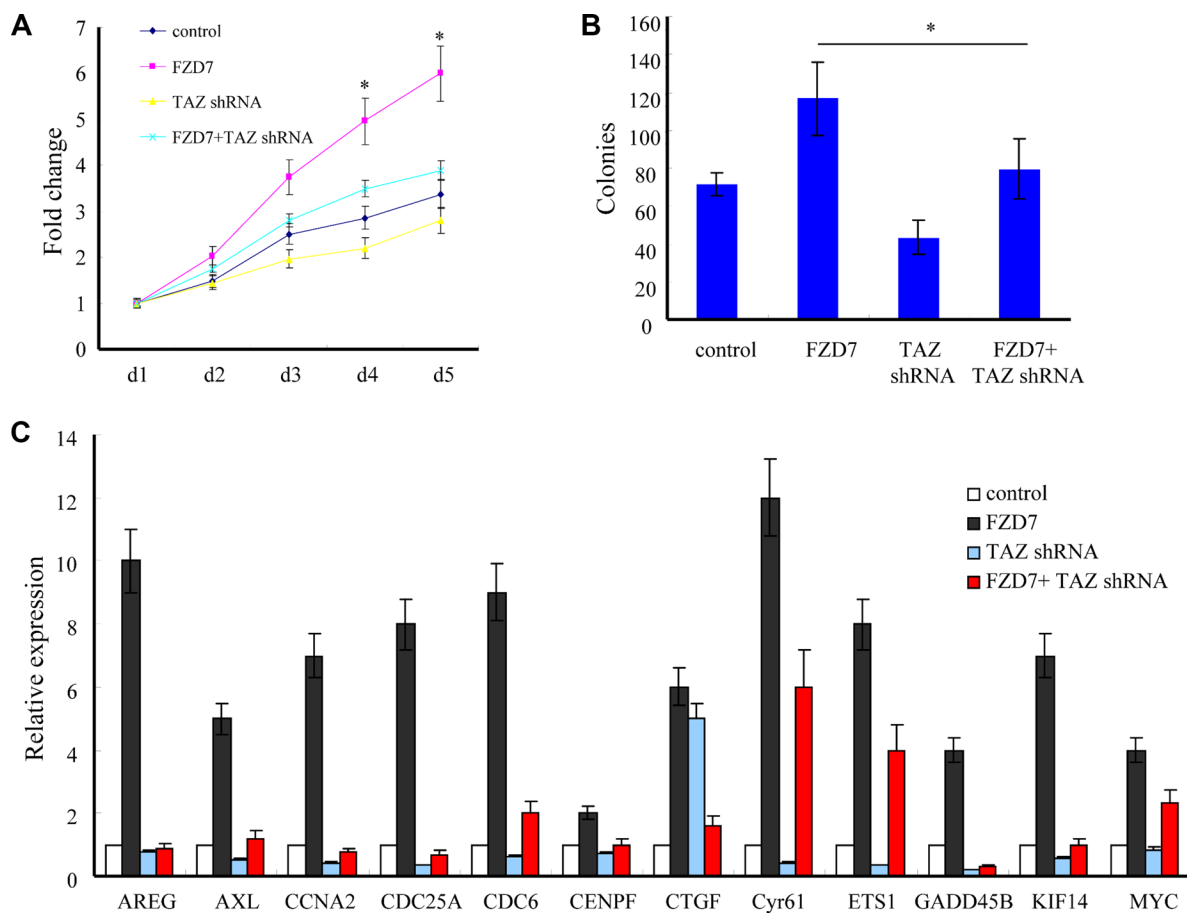 A
7
6
5
4
3
2
1
0
Fold change
control
FZD7
TAZ shRNA
FZD7+TAZ shRNA
*
*
d1 d2 d3 d4 d5
B
160
140
120
100
80
60
40
20
0
Colonies
*
control FZD7 TAZ shRNA FZD7+ TAZ shRNA
C
14
12
10
8
6
4
2
0
Relative expression
control
FZD7
TAZ shRNA
FZD7+ TAZ shRNA
AREG AXL CCNA2 CDC25A CDC6 CENPF CTGF Cyr61 ETS1 GADD45B KIF14 MYC